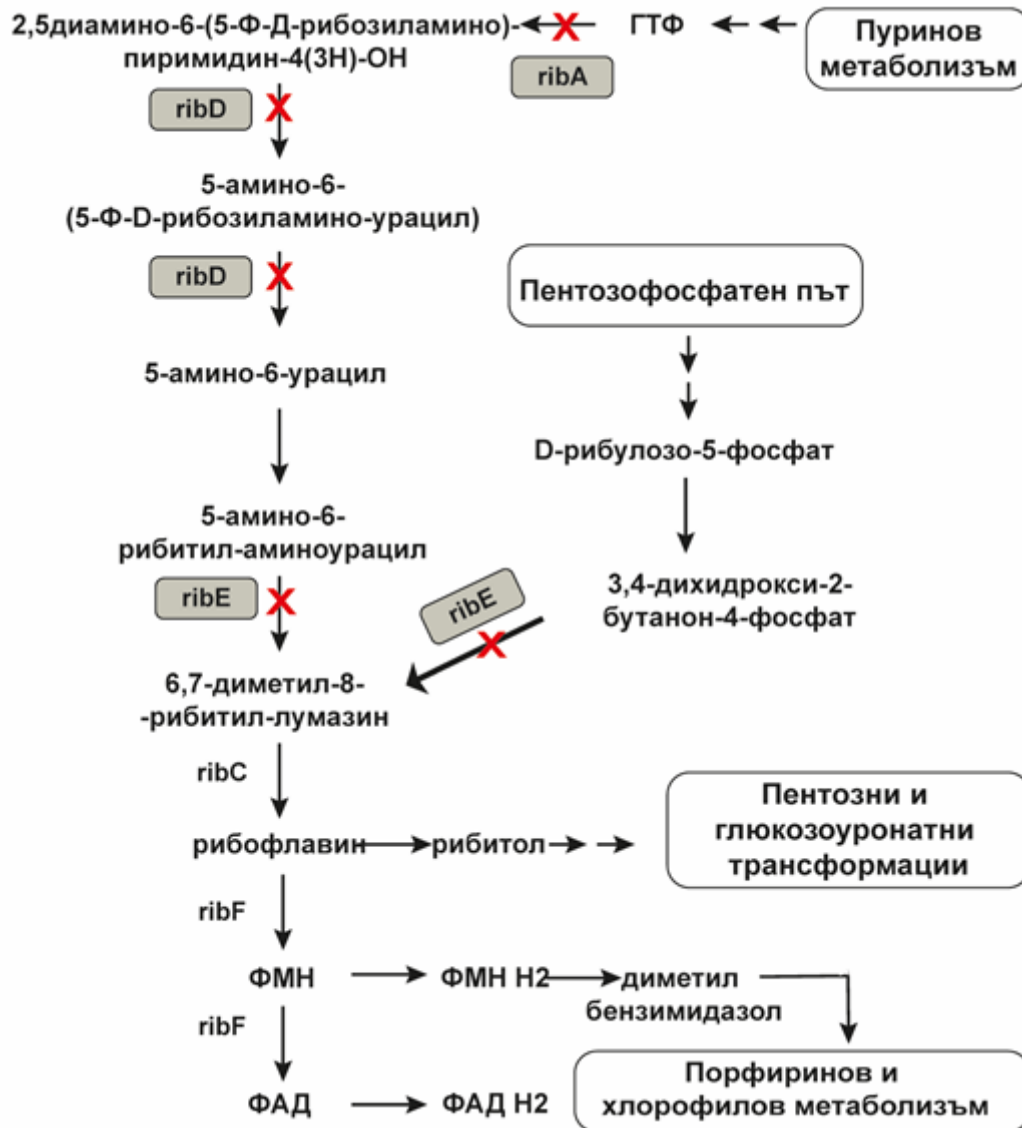 2,5диамино-6-(5-Ф-Д-рибозиламино)-
пиримидин-4(3Н)-ОН
ГТФ
Пуринов
метаболизъм
ribA
ribD
5-амино-6-
(5-Ф-D-рибозиламино-урацил)
ribD
Пентозофосфатен път
5-амино-6-урацил
D-рибулозо-5-фосфат
5-амино-6-
рибитил-аминоурацил
3,4-дихидрокси-2-
бутанон-4-фосфат
ribE
ribE
6,7-диметил-8-
-рибитил-лумазин
ribC
Пентозни и
глюкозоуронатни
трансформации
рибофлавин
рибитол
ribF
ФМН
ФМН Н2
диметил
бензимидазол
ribF
Порфиринов и
хлорофилов метаболизъм
ФАД
ФАД Н2